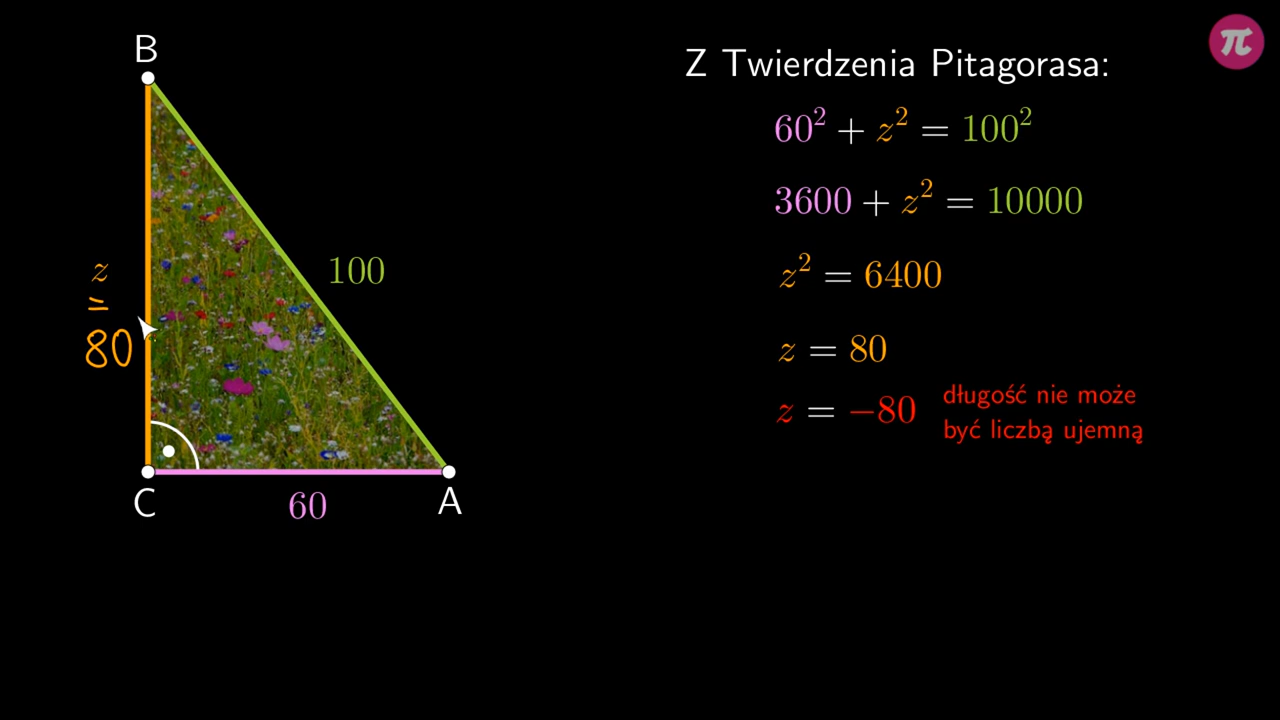 B
Z Twierdzenia Pitagorasa:
60² + z² = 100²
3600 + z² = 10000
z² = 6400
z = 80
z = −80
długość nie może
być liczbą ujemną
z
=
80
100
C
60
A
π